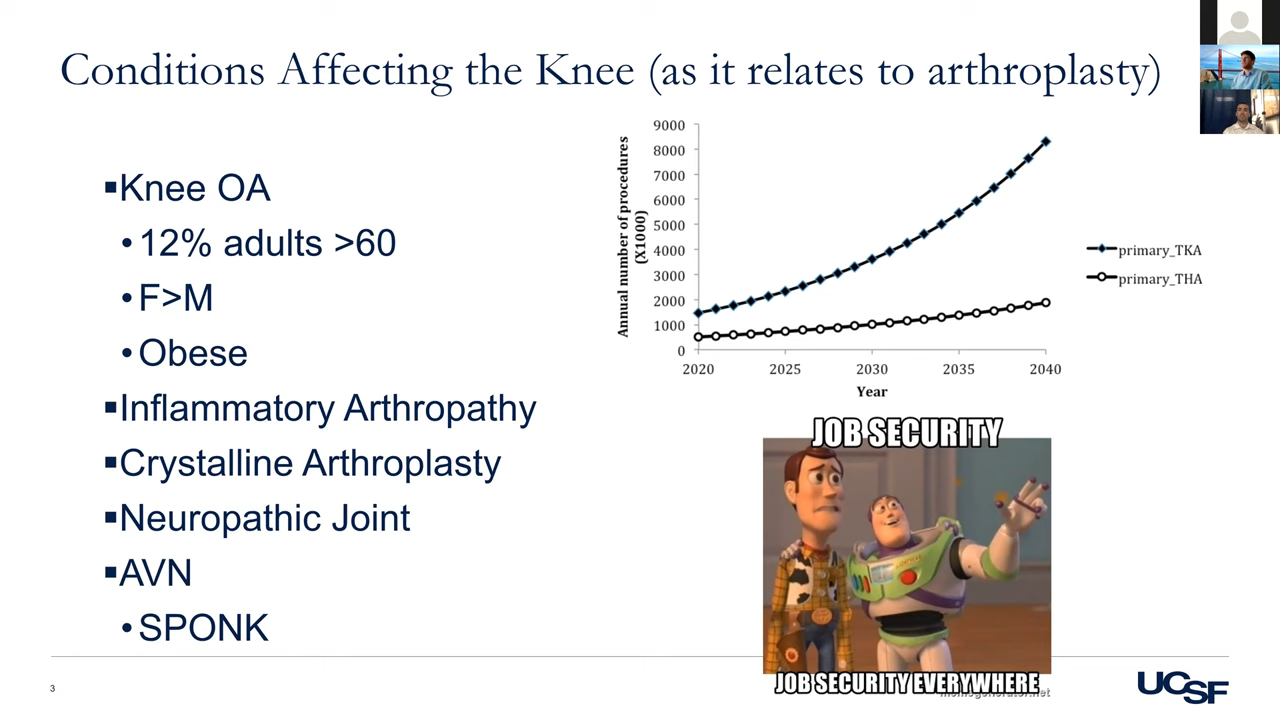 Conditions Affecting the Knee (as it relates to arthroplasty)
▪Knee OA
•12% adults >60
•F>M
•Obese
▪Inflammatory Arthropathy
▪Crystalline Arthroplasty
▪Neuropathic Joint
▪AVN
•SPONK
Annual number of procedures
(X1000)
9000
8000
7000
6000
5000
4000
3000
2000
1000
0
2020 2025 2030 2035 2040
Year
primary_TKA
primary_THA
JOB SECURITY
JOB SECURITY EVERYWHERE
memegenerator.net
3
UCSF